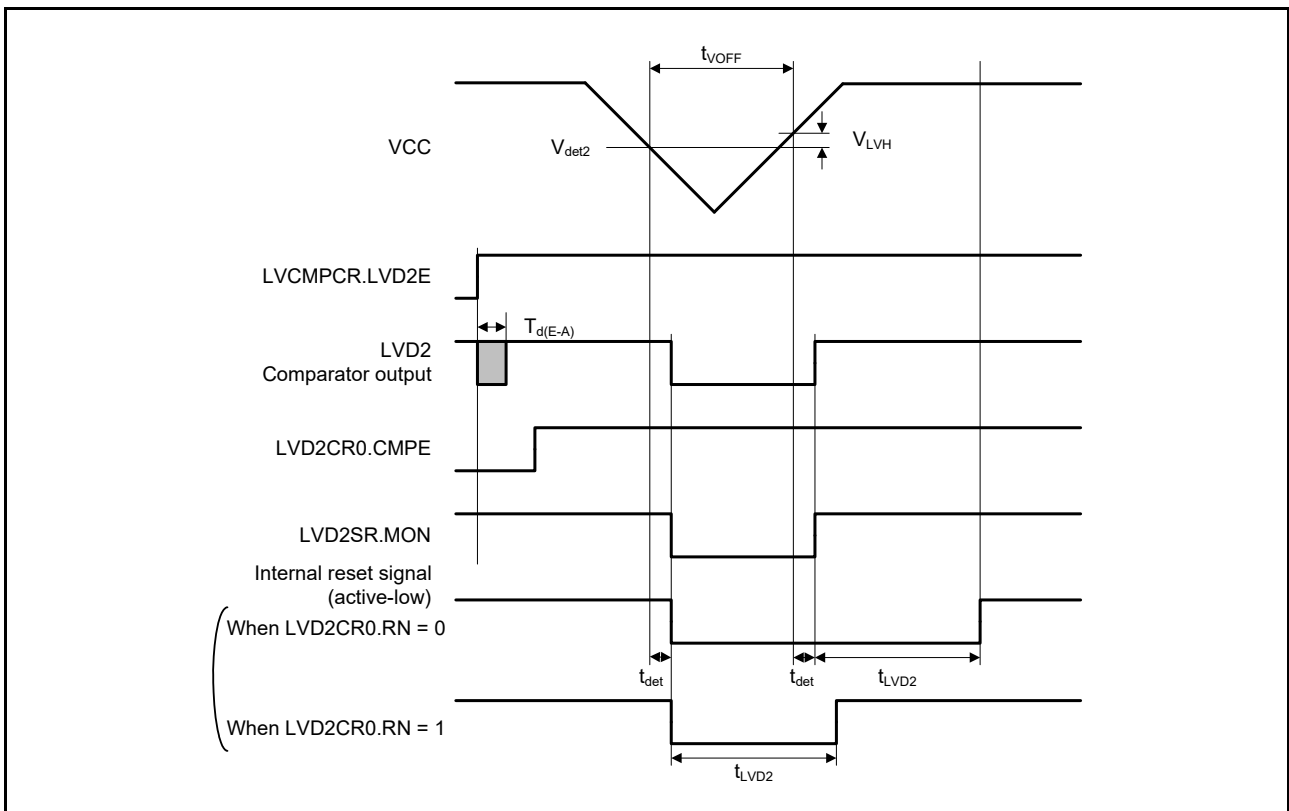 tVOFF
VCC
Vdet2
VLVH
LVCMPCR.LVD2E
Td(E-A)
LVD2
Comparator output
LVD2CR0.CMPE
LVD2SR.MON
Internal reset signal
(active-low)
When LVD2CR0.RN = 0
tdet
tdet
tLVD2
When LVD2CR0.RN = 1
tLVD2